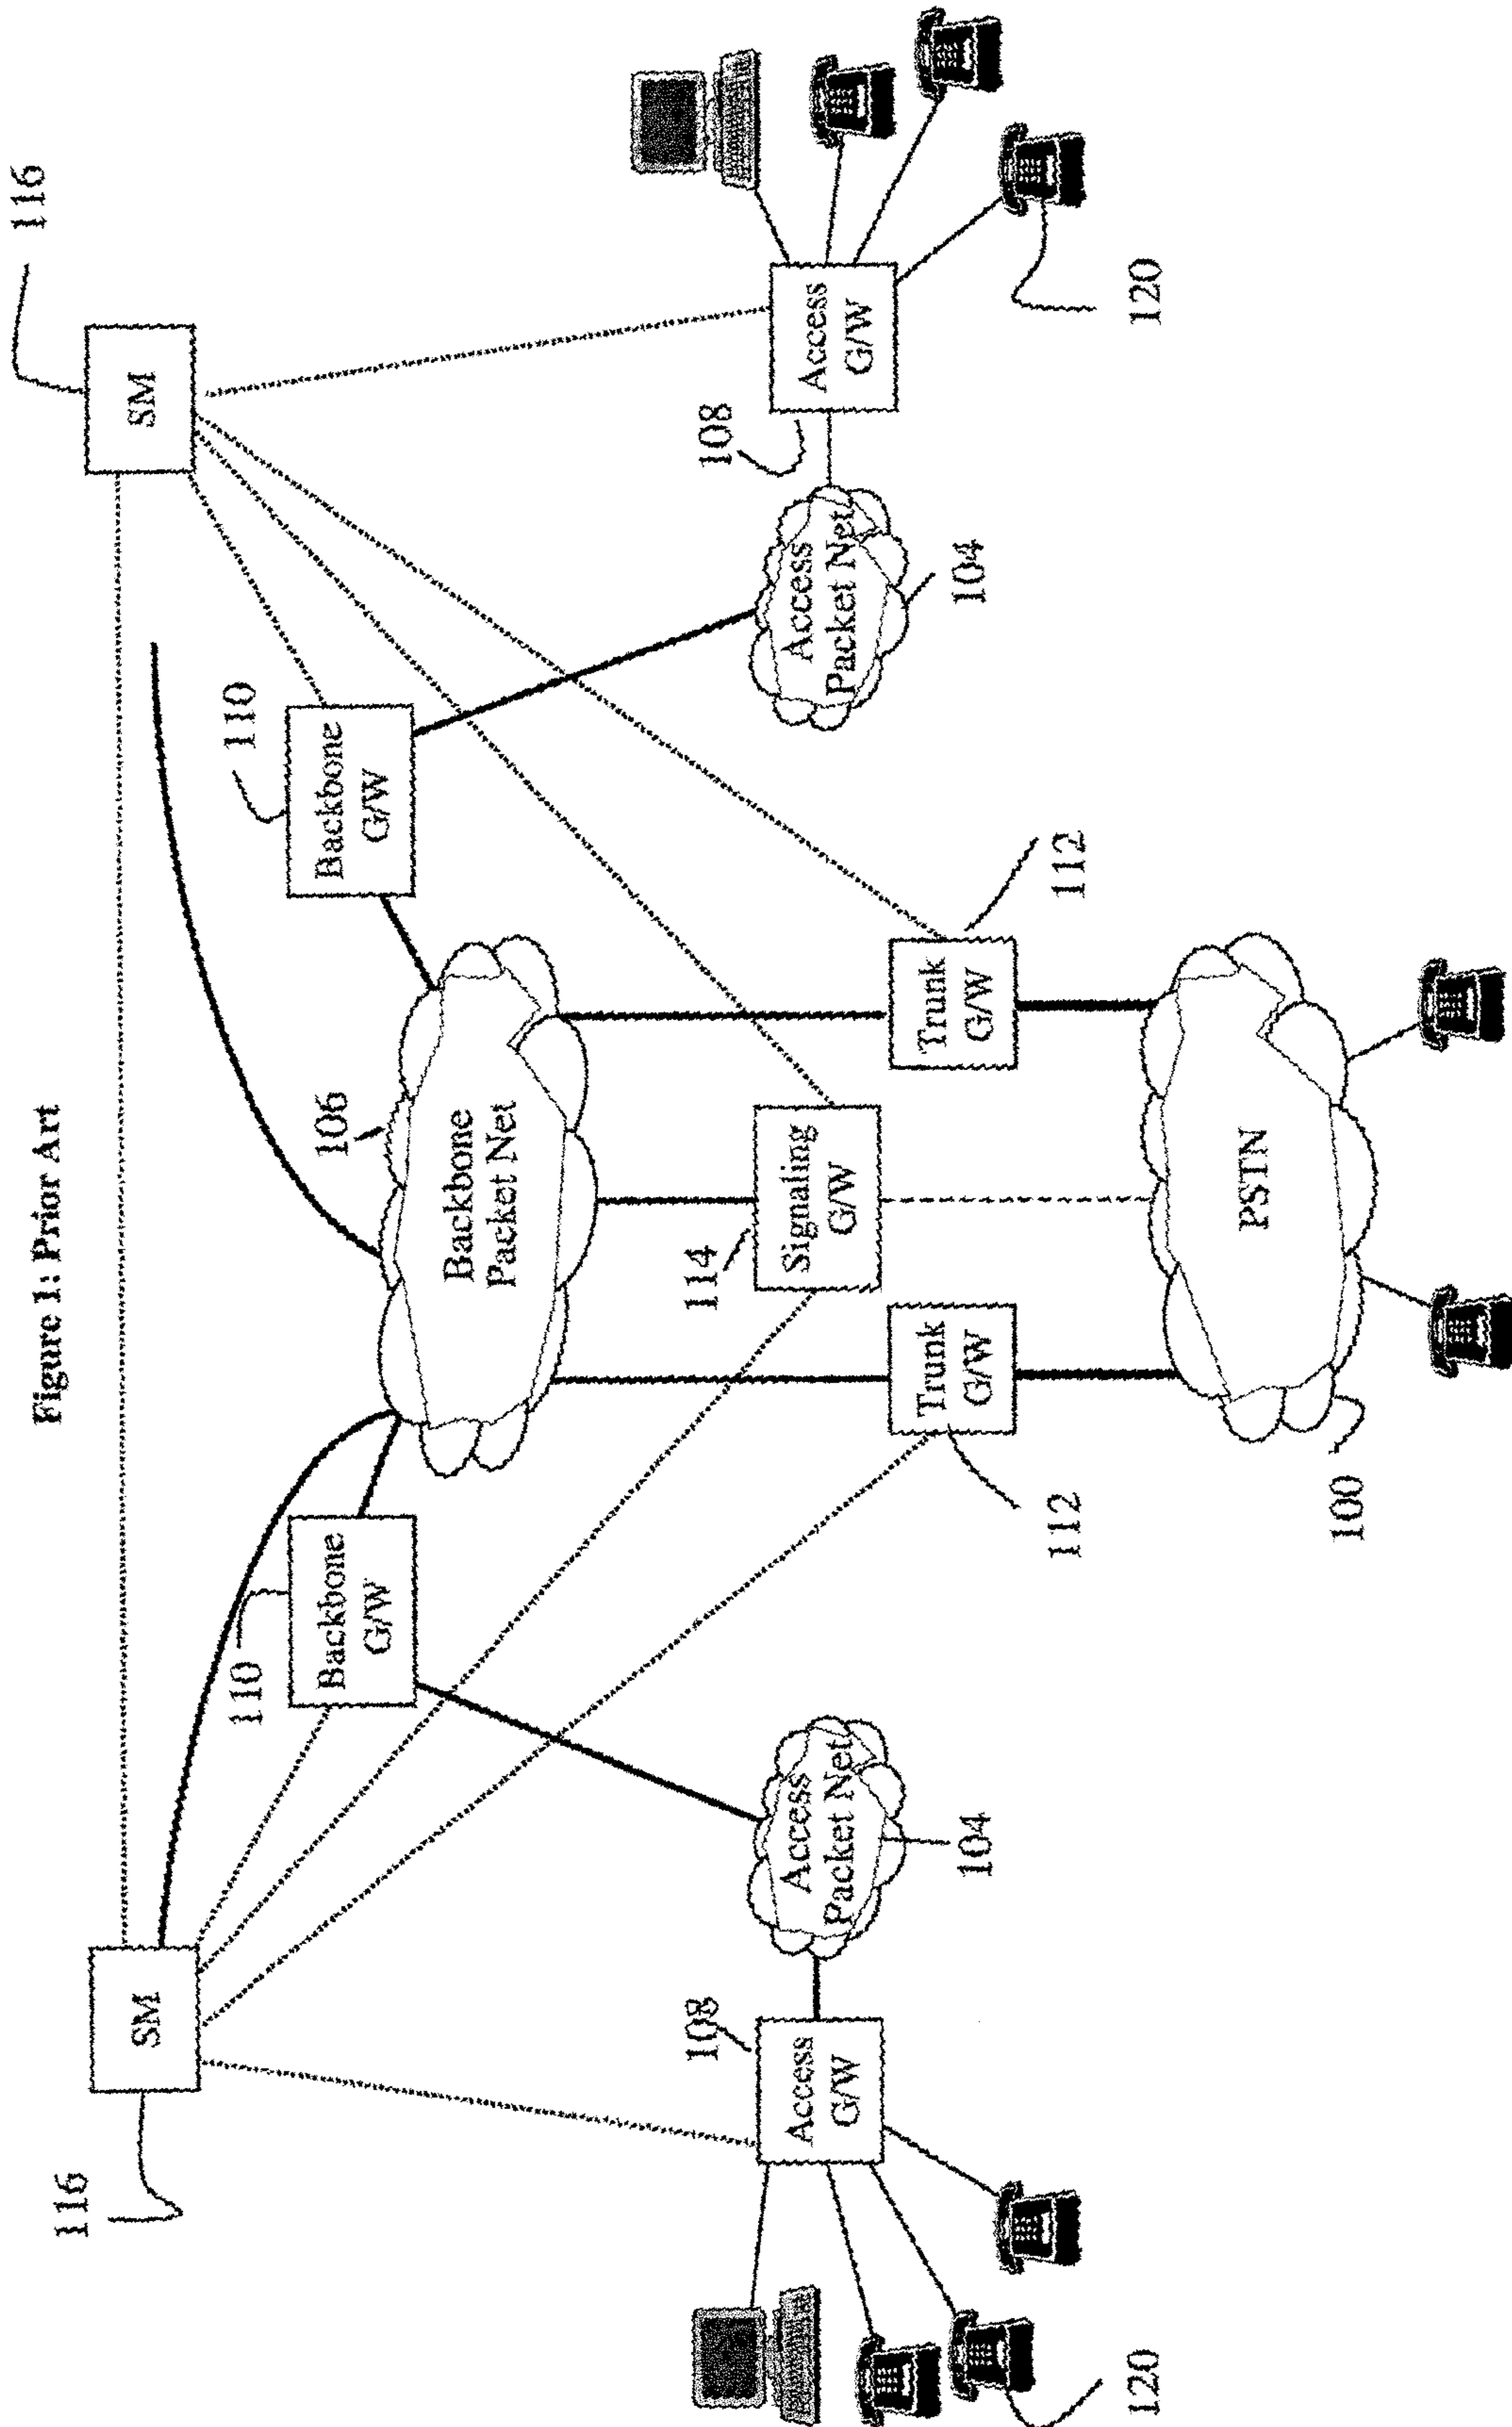 Figure 1: Prior Art
116
116
SM
SM
110
110
Backbone
G/W
Backbone
G/W
106
Backbone
Packet Net
108
114
108
Access
G/W
Access
Packet Net
104
Signaling
G/W
Access
Packet Net
104
Access
G/W
Trunk
G/W
Trunk
G/W
112
112
120
120
PSTN
100